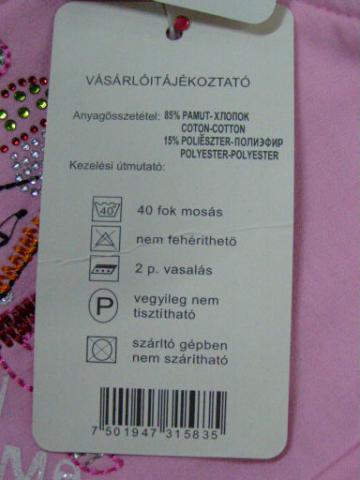 VÁSÁRLÓITÁJÉKOZTATÓ
Anyagösszetétel: 85% PAMUT-ХЛОПОК
COTON-COTTON
15% POLIÉSZTER-ПОЛИЭФИР
POLYESTER-POLYESTER
Kezelési útmutató:
40 40 fok mosás
nem fehéríthető
2 p. vasalás
P vegyileg nem
tisztítható
szárító gépben
nem szárítható
7 501947 315835
Me